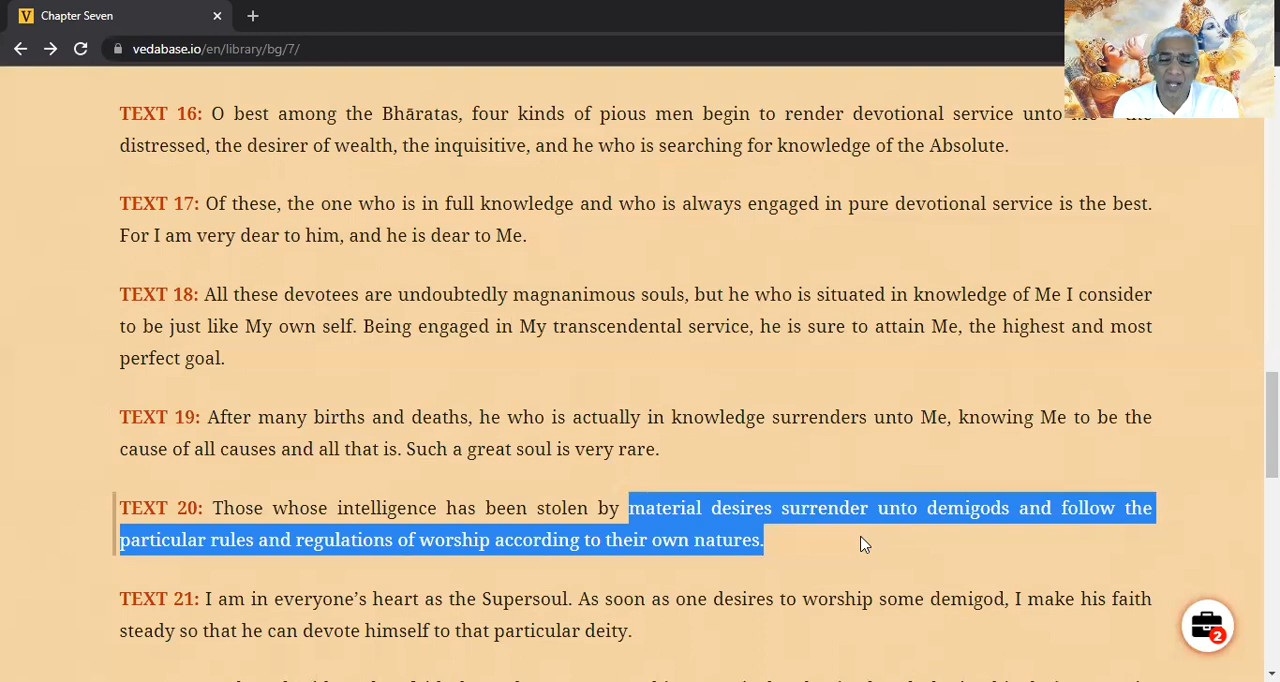 Chapter Seven
vedabase.io/en/library/bg/7/
TEXT 16: O best among the Bhāratas, four kinds of pious men begin to render devotional service unto
distressed, the desirer of wealth, the inquisitive, and he who is searching for knowledge of the Absolute.
TEXT 17: Of these, the one who is in full knowledge and who is always engaged in pure devotional service is the best.
For I am very dear to him, and he is dear to Me.
TEXT 18: All these devotees are undoubtedly magnanimous souls, but he who is situated in knowledge of Me I consider
to be just like My own self. Being engaged in My transcendental service, he is sure to attain Me, the highest and most
perfect goal.
TEXT 19: After many births and deaths, he who is actually in knowledge surrenders unto Me, knowing Me to be the
cause of all causes and all that is. Such a great soul is very rare.
TEXT 20: Those whose intelligence has been stolen by material desires surrender unto demigods and follow the
particular rules and regulations of worship according to their own natures.
TEXT 21: I am in everyone’s heart as the Supersoul. As soon as one desires to worship some demigod, I make his faith
steady so that he can devote himself to that particular deity.
2